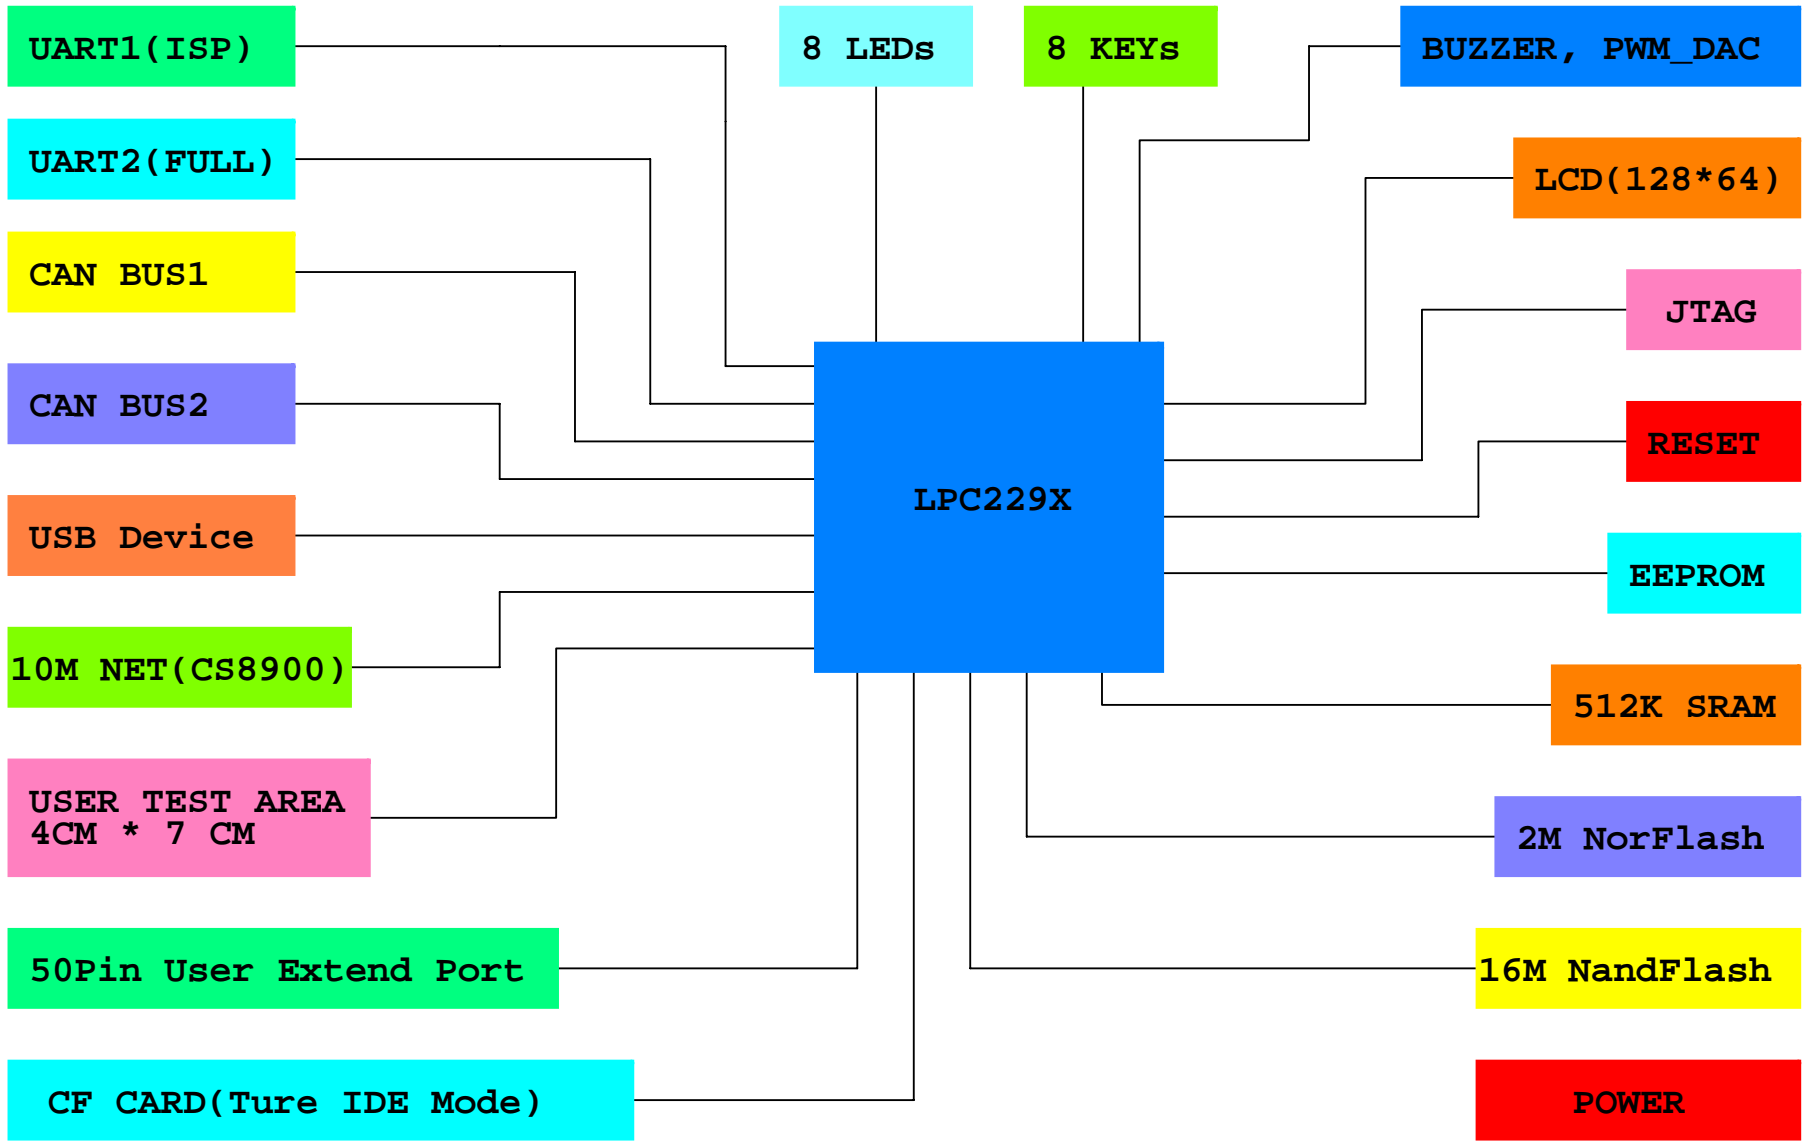 UART1(ISP)
8 LEDs
8 KEYs
BUZZER, PWM_DAC
UART2(FULL)
LCD(128*64)
CAN BUS1
JTAG
CAN BUS2
RESET
LPC229X
USB Device
EEPROM
10M NET(CS8900)
512K SRAM
USER TEST AREA
4CM * 7 CM
2M NorFlash
50Pin User Extend Port
16M NandFlash
CF CARD(Ture IDE Mode)
POWER